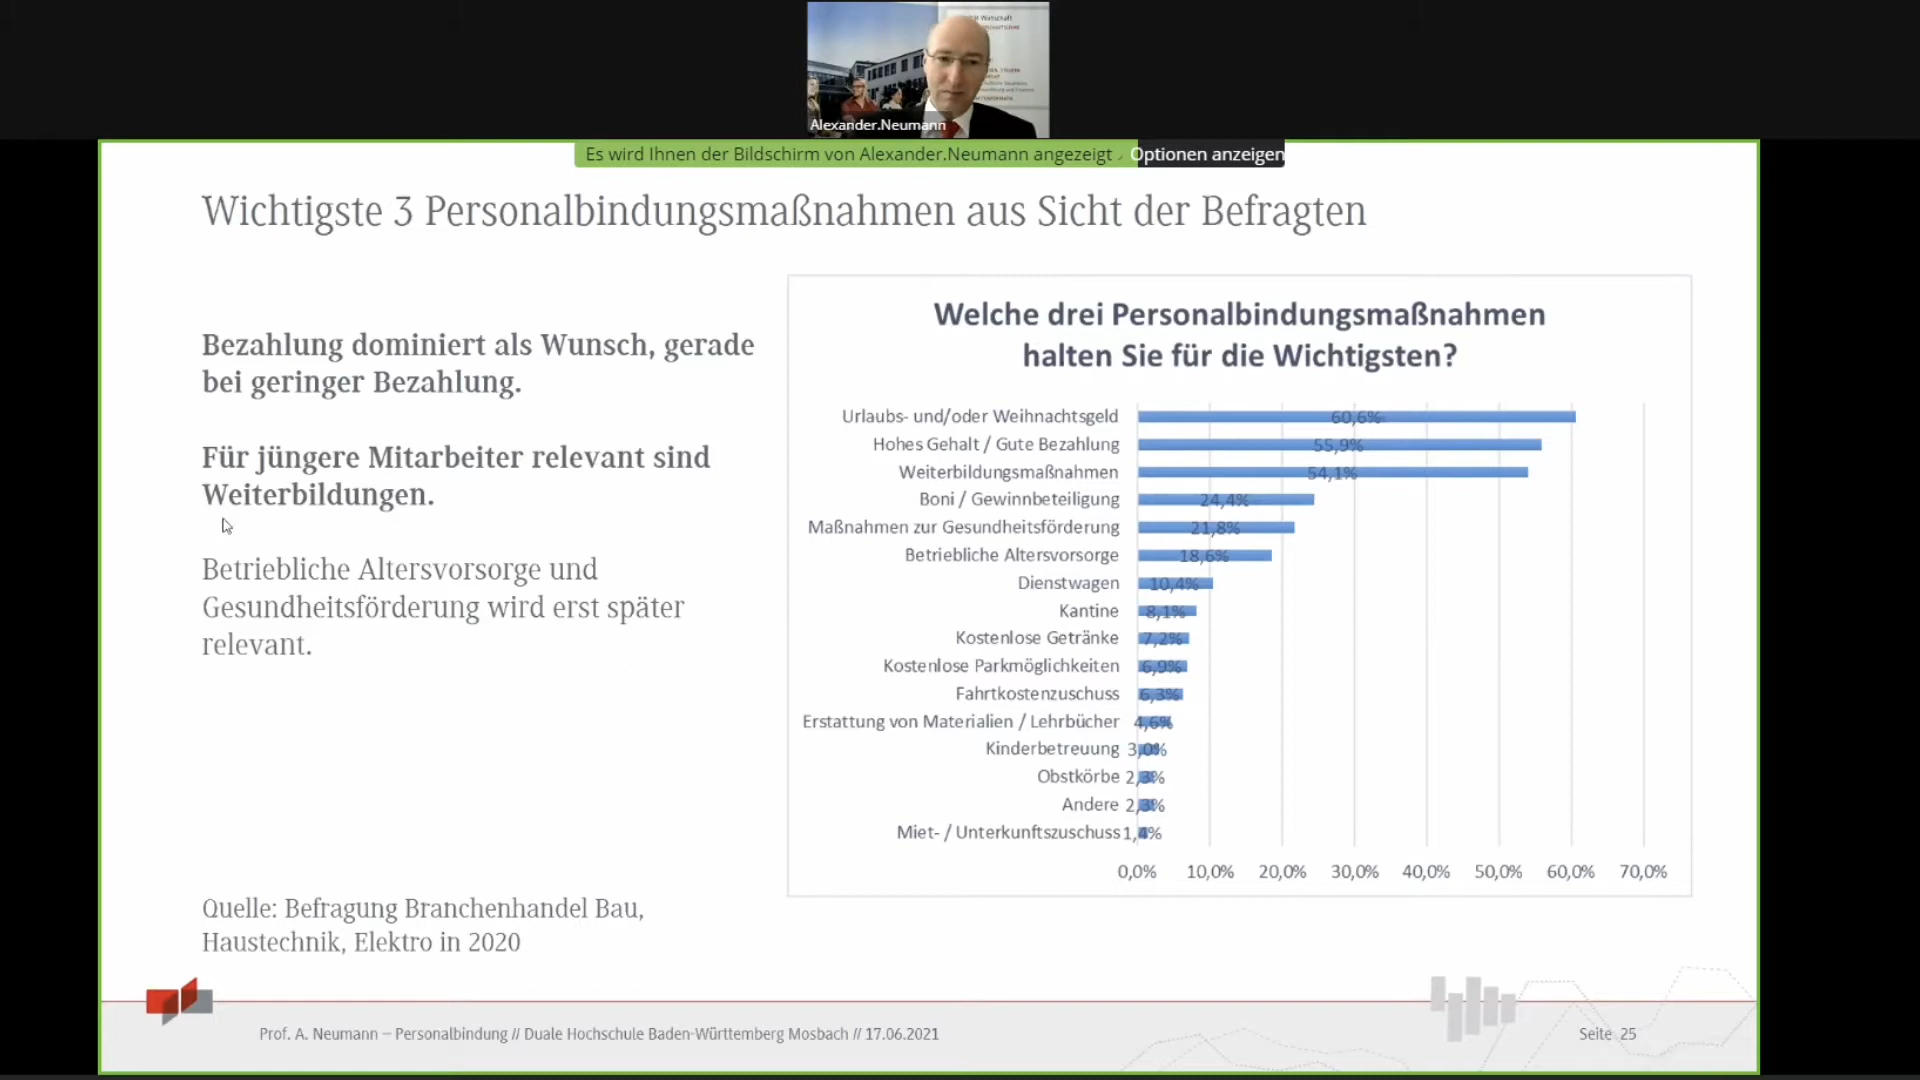 Wirtschaft
Alexander.Neumann
Es wird Ihnen der Bildschirm von Alexander.Neumann angezeigt
Optionen anzeigen
Wichtigste 3 Personalbindungsmaßnahmen aus Sicht der Befragten
Bezahlung dominiert als Wunsch, gerade
bei geringer Bezahlung.
Für jüngere Mitarbeiter relevant sind
Weiterbildungen.
Betriebliche Altersvorsorge und
Gesundheitsförderung wird erst später
relevant.
Quelle: Befragung Branchenhandel Bau,
Haustechnik, Elektro in 2020
Welche drei Personalbindungsmaßnahmen
halten Sie für die Wichtigsten?
Urlaubs- und/oder Weihnachtsgeld 60,6%
Hohes Gehalt / Gute Bezahlung 55,9%
Weiterbildungsmaßnahmen 54,1%
Boni / Gewinnbeteiligung 24,4%
Maßnahmen zur Gesundheitsförderung 21,8%
Betriebliche Altersvorsorge 18,6%
Dienstwagen 10,4%
Kantine 8,1%
Kostenlose Getränke 7,2%
Kostenlose Parkmöglichkeiten 6,9%
Fahrtkostenzuschuss 6,3%
Erstattung von Materialien / Lehrbücher 4,6%
Kinderbetreuung 3,0%
Obstkörbe 2,3%
Andere 2,3%
Miet- / Unterkunftszuschuss 1,4%
0,0% 10,0% 20,0% 30,0% 40,0% 50,0% 60,0% 70,0%
Prof. A. Neumann – Personalbindung // Duale Hochschule Baden-Württemberg Mosbach // 17.06.2021
Seite 25